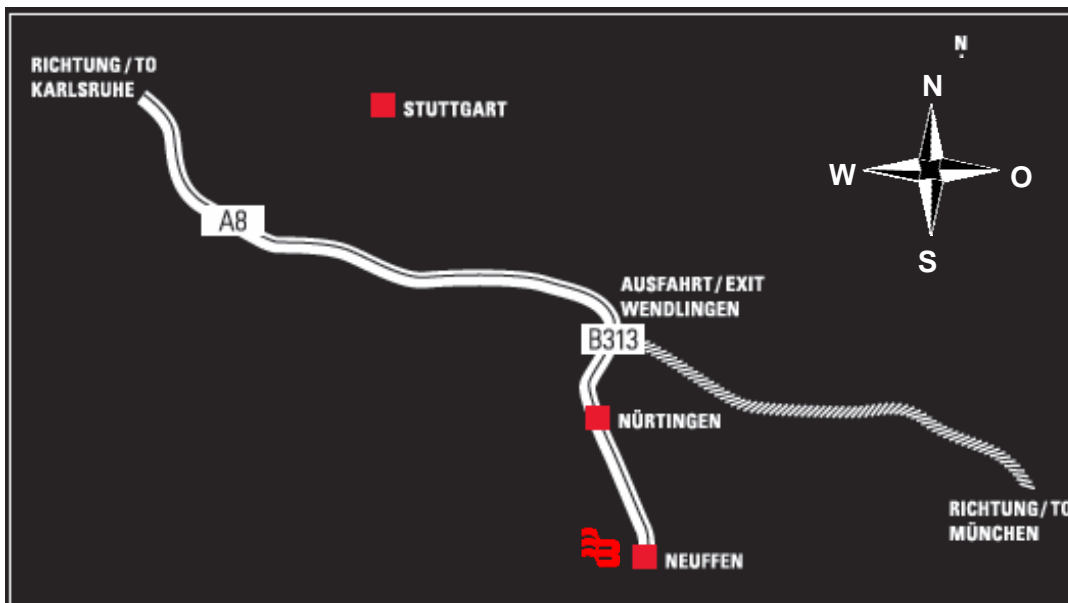 RICHTUNG/TO
KARLSRUHE
STUTTGART
N
N
W
O
S
A8
AUSFAHRT/EXIT
WENDLINGEN
B313
NÜRTINGEN
RICHTUNG/TO
MÜNCHEN
NEUFFEN